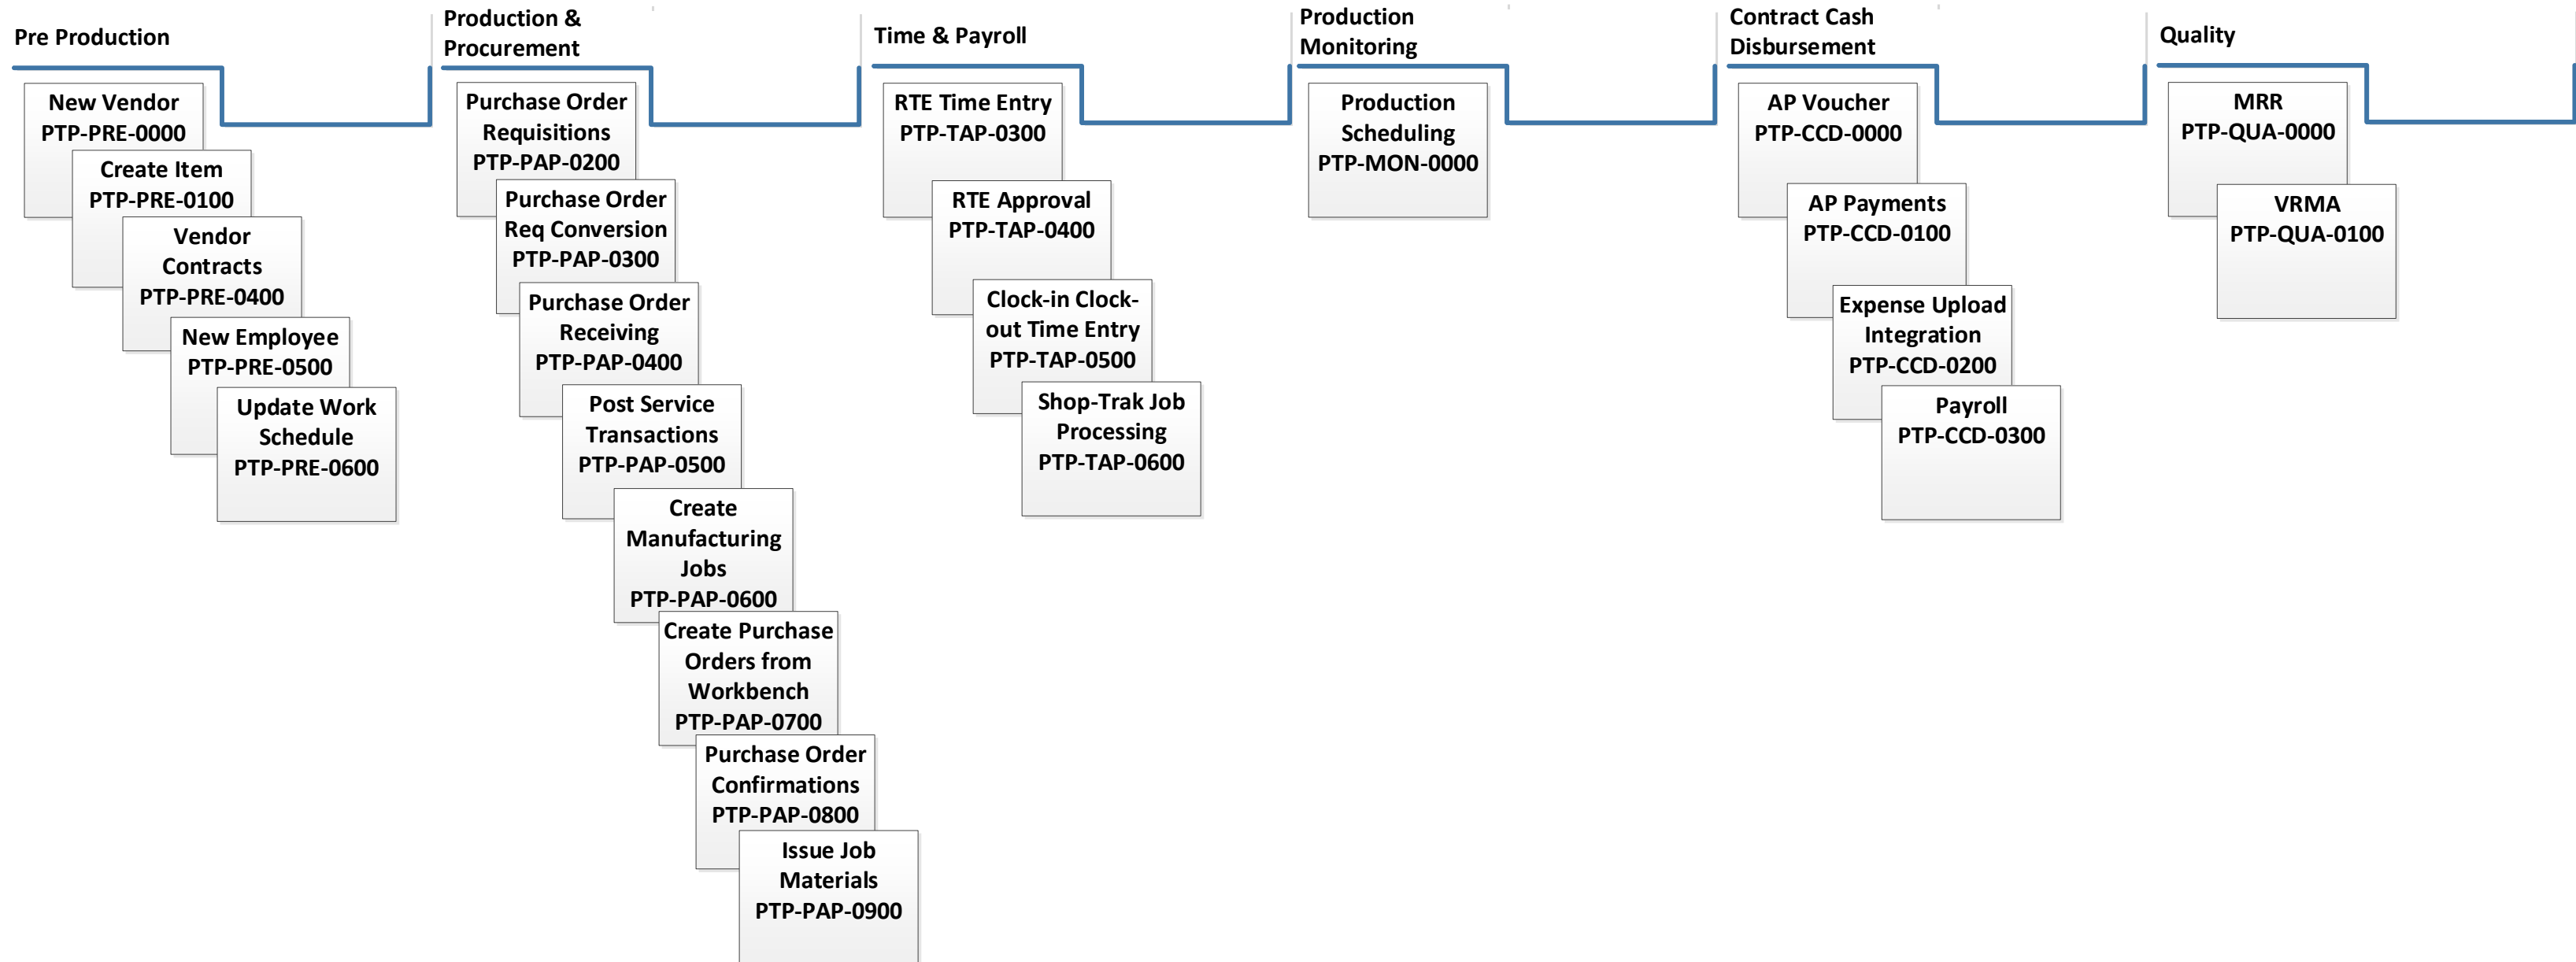 Pre Production
New Vendor
PTP-PRE-0000
Create Item
PTP-PRE-0100
Vendor
Contracts
PTP-PRE-0400
New Employee
PTP-PRE-0500
Update Work
Schedule
PTP-PRE-0600
Production &
Procurement
Purchase Order
Requisitions
PTP-PAP-0200
Purchase Order
Req Conversion
PTP-PAP-0300
Purchase Order
Receiving
PTP-PAP-0400
Post Service
Transactions
PTP-PAP-0500
Create
Manufacturing
Jobs
PTP-PAP-0600
Create Purchase
Orders from
Workbench
PTP-PAP-0700
Purchase Order
Confirmations
PTP-PAP-0800
Issue Job
Materials
PTP-PAP-0900
Time & Payroll
RTE Time Entry
PTP-TAP-0300
RTE Approval
PTP-TAP-0400
Clock-in Clock-
out Time Entry
PTP-TAP-0500
Shop-Trak Job
Processing
PTP-TAP-0600
Production
Monitoring
Production
Scheduling
PTP-MON-0000
Contract Cash
Disbursement
AP Voucher
PTP-CCD-0000
AP Payments
PTP-CCD-0100
Expense Upload
Integration
PTP-CCD-0200
Payroll
PTP-CCD-0300
Quality
MRR
PTP-QUA-0000
VRMA
PTP-QUA-0100